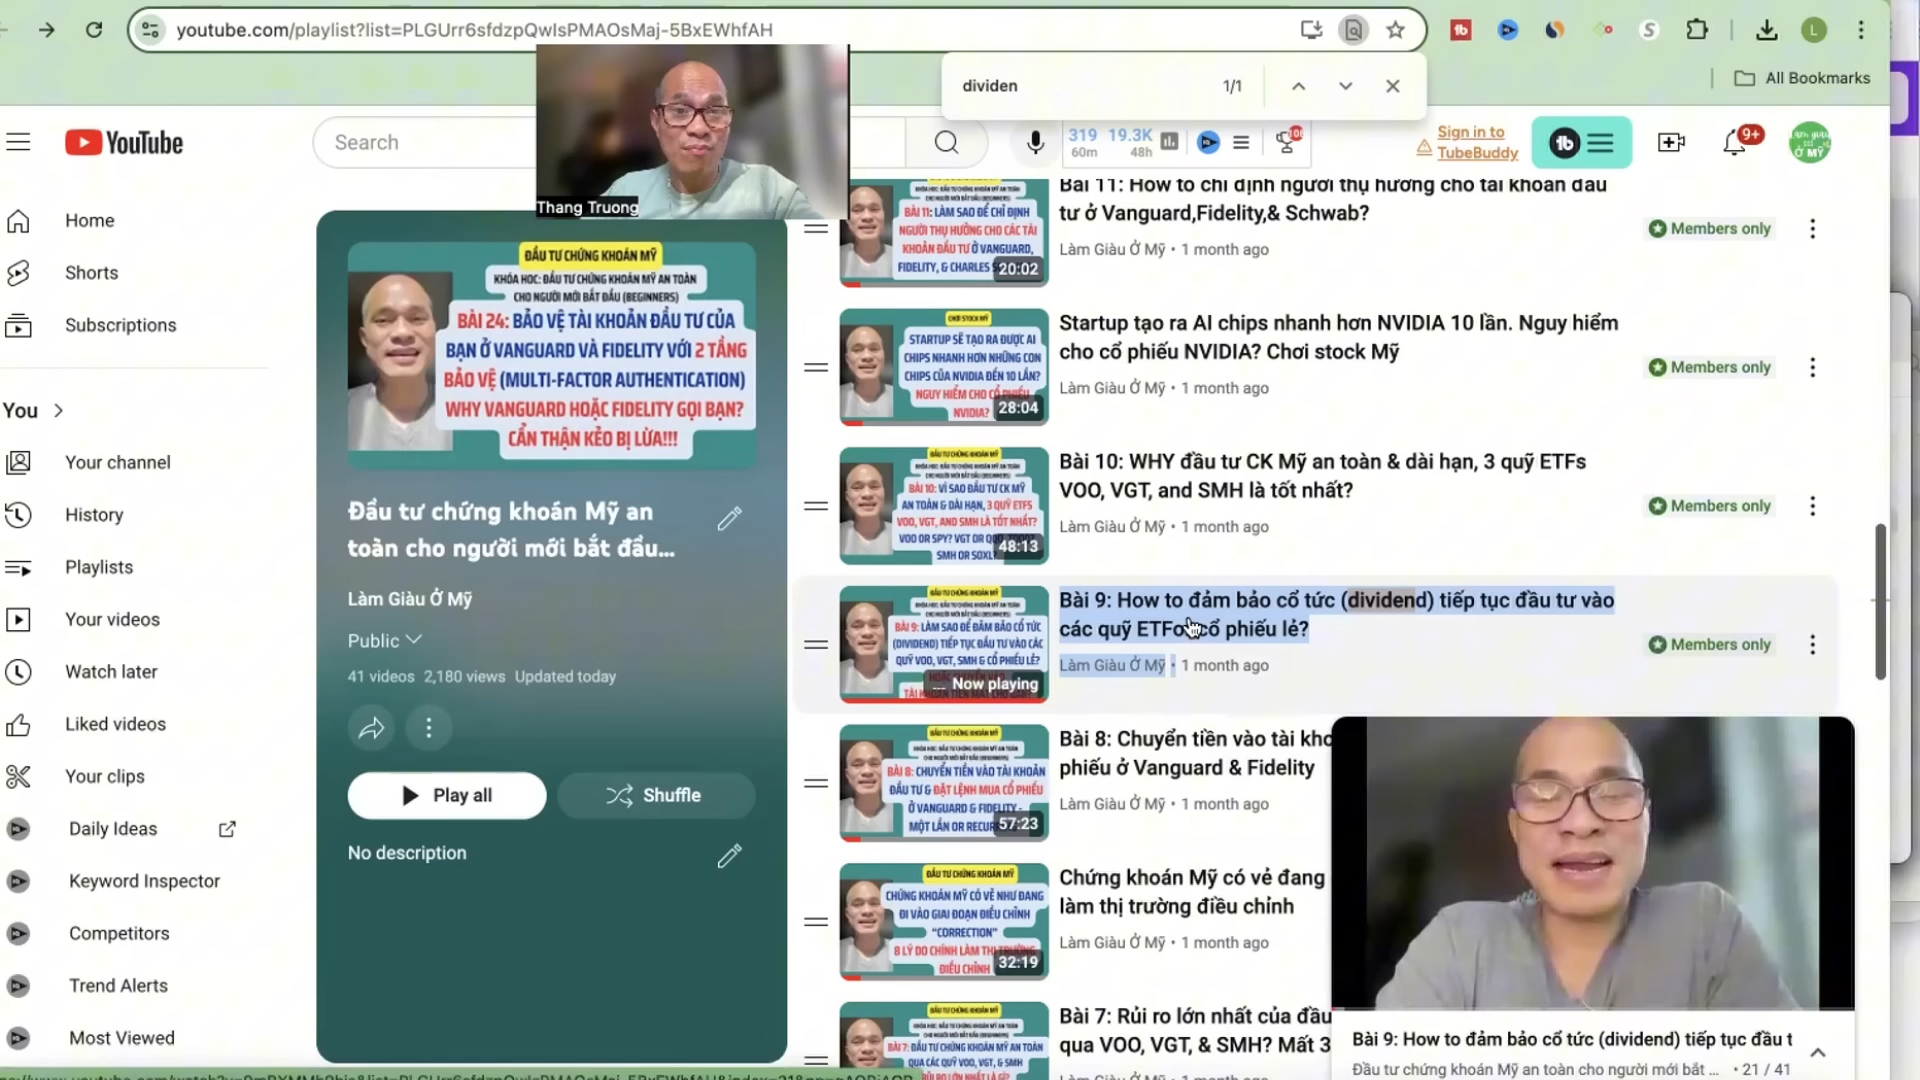 youtube.com/playlist?list=PLGUrr6sfdzpQwIsPMAOsMaj-5BxEWhfAH
L
dividen
1/1
All Bookmarks
YouTube
Search
319 19.3K
60m 48h
Sign in to
TubeBuddy
9+
Thang Truong
Home
Shorts
Subscriptions
You
Your channel
History
Playlists
Your videos
Watch later
Liked videos
Your clips
Daily Ideas
Keyword Inspector
Competitors
Trend Alerts
Most Viewed
ĐẦU TƯ CHỨNG KHOÁN MỸ
KHÓA HỌC: ĐẦU TƯ CHỨNG KHOÁN MỸ AN TOÀN
CHO NGƯỜI MỚI BẮT ĐẦU (BEGINNERS)
BÀI 24: BẢO VỆ TÀI KHOẢN ĐẦU TƯ CỦA
BẠN Ở VANGUARD VÀ FIDELITY VỚI 2 TẦNG
BẢO VỆ (MULTI-FACTOR AUTHENTICATION)
WHY VANGUARD HOẶC FIDELITY GỌI BẠN?
CẨN THẬN KẺO BỊ LỪA!!!
Đầu tư chứng khoán Mỹ an
toàn cho người mới bắt đầu...
Làm Giàu Ở Mỹ
Public
41 videos 2,180 views Updated today
Play all
Shuffle
No description
BÀI 11: LÀM SAO ĐỂ CHỈ ĐỊNH
NGƯỜI THỤ HƯỞNG CHO CÁC TÀI
KHOẢN ĐẦU TƯ Ở VANGUARD,
FIDELITY, & CHARLES
20:02
Bài 11: How to chỉ định người thụ hưởng cho tài khoản đầu
tư ở Vanguard,Fidelity,& Schwab?
Làm Giàu Ở Mỹ • 1 month ago
Members only
CHƠI STOCK MỸ
STARTUP SẼ TẠO RA ĐƯỢC AI
CHIPS NHANH HƠN NHỮNG CON
CHIPS CỦA NVIDIA ĐẾN 10 LẦN?
NGUY HIỂM CHO CỔ PHIẾU
NVIDIA?
28:04
Startup tạo ra AI chips nhanh hơn NVIDIA 10 lần. Nguy hiểm
cho cổ phiếu NVIDIA? Chơi stock Mỹ
Làm Giàu Ở Mỹ • 1 month ago
Members only
ĐẦU TƯ CHỨNG KHOÁN MỸ
BÀI 10: VÌ SAO ĐẦU TƯ CK MỸ
AN TOÀN & DÀI HẠN, 3 QUỸ ETFS
VOO, VGT, AND SMH LÀ TỐT NHẤT?
VOO OR SPY? VGT OR
SMH OR SOXL?
48:13
Bài 10: WHY đầu tư CK Mỹ an toàn & dài hạn, 3 quỹ ETFs
VOO, VGT, and SMH là tốt nhất?
Làm Giàu Ở Mỹ • 1 month ago
Members only
ĐẦU TƯ CHỨNG KHOÁN MỸ
BÀI 9: LÀM SAO ĐỂ ĐẢM BẢO CỔ TỨC
(DIVIDEND) TIẾP TỤC ĐẦU TƯ VÀO CÁC
QUỸ VOO, VGT, SMH & CỔ PHIẾU LẺ?
Now playing
Bài 9: How to đảm bảo cổ tức (dividend) tiếp tục đầu tư vào
các quỹ ETFor cổ phiếu lẻ?
Làm Giàu Ở Mỹ • 1 month ago
Members only
ĐẦU TƯ CHỨNG KHOÁN MỸ
BÀI 8: CHUYỂN TIỀN VÀO TÀI KHOẢN
ĐẦU TƯ & ĐẶT LỆNH MUA CỔ PHIẾU
Ở VANGUARD & FIDELITY -
MỘT LẦN OR
57:23
Bài 8: Chuyển tiền vào tài kho
phiếu ở Vanguard & Fidelity
Làm Giàu Ở Mỹ • 1 month ago
ĐẦU TƯ CHỨNG KHOÁN MỸ
CHỨNG KHOÁN MỸ CÓ VẺ NHƯ ĐANG
ĐI VÀO GIAI ĐOẠN ĐIỀU CHỈNH
"CORRECTION"
8 LÝ DO CHÍNH LÀM THỊ TRƯỜNG
ĐIỀU CHỈNH
32:19
Chứng khoán Mỹ có vẻ đang
làm thị trường điều chỉnh
Làm Giàu Ở Mỹ • 1 month ago
ĐẦU TƯ CHỨNG KHOÁN MỸ
BÀI 7: ĐẦU TƯ CHỨNG KHOÁN MỸ AN TOÀN
QUA CÁC QUỸ VOO, VGT, & SMH
Bài 7: Rủi ro lớn nhất của đầu
qua VOO, VGT, & SMH? Mất 3
Bài 9: How to đảm bảo cổ tức (dividend) tiếp tục đầu t
Đầu tư chứng khoán Mỹ an toàn cho người mới bắt ... • 21 / 41